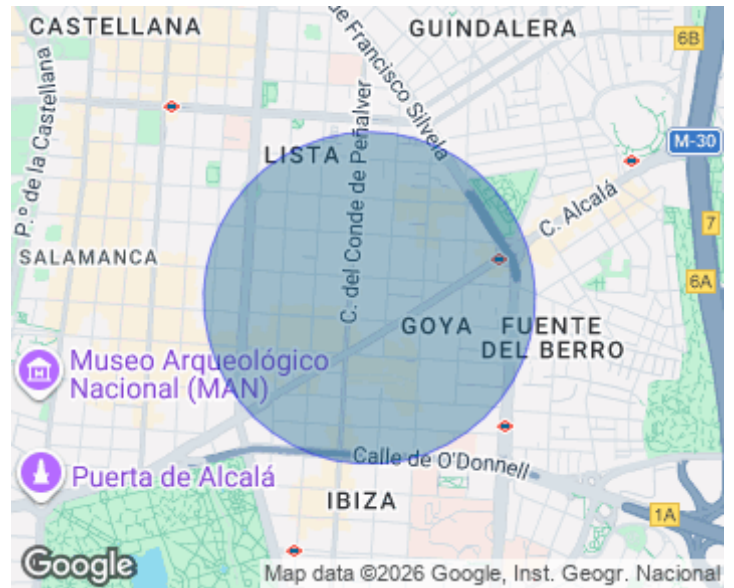 CASTELLANA
GUINDALERA
6B
ue Francisco Silvela
P.º de la Castellana
LISTA
C. del Conde de Peñalver
M-30
C. Alcalá
7
SALAMANCA
6A
GOYA
FUENTE
DEL BERRO
Museo Arqueológico
Nacional (MAN)
Calle de O'Donnell
Puerta de Alcalá
IBIZA
1A
Google
Map data ©2026 Google, Inst. Geogr. Nacional